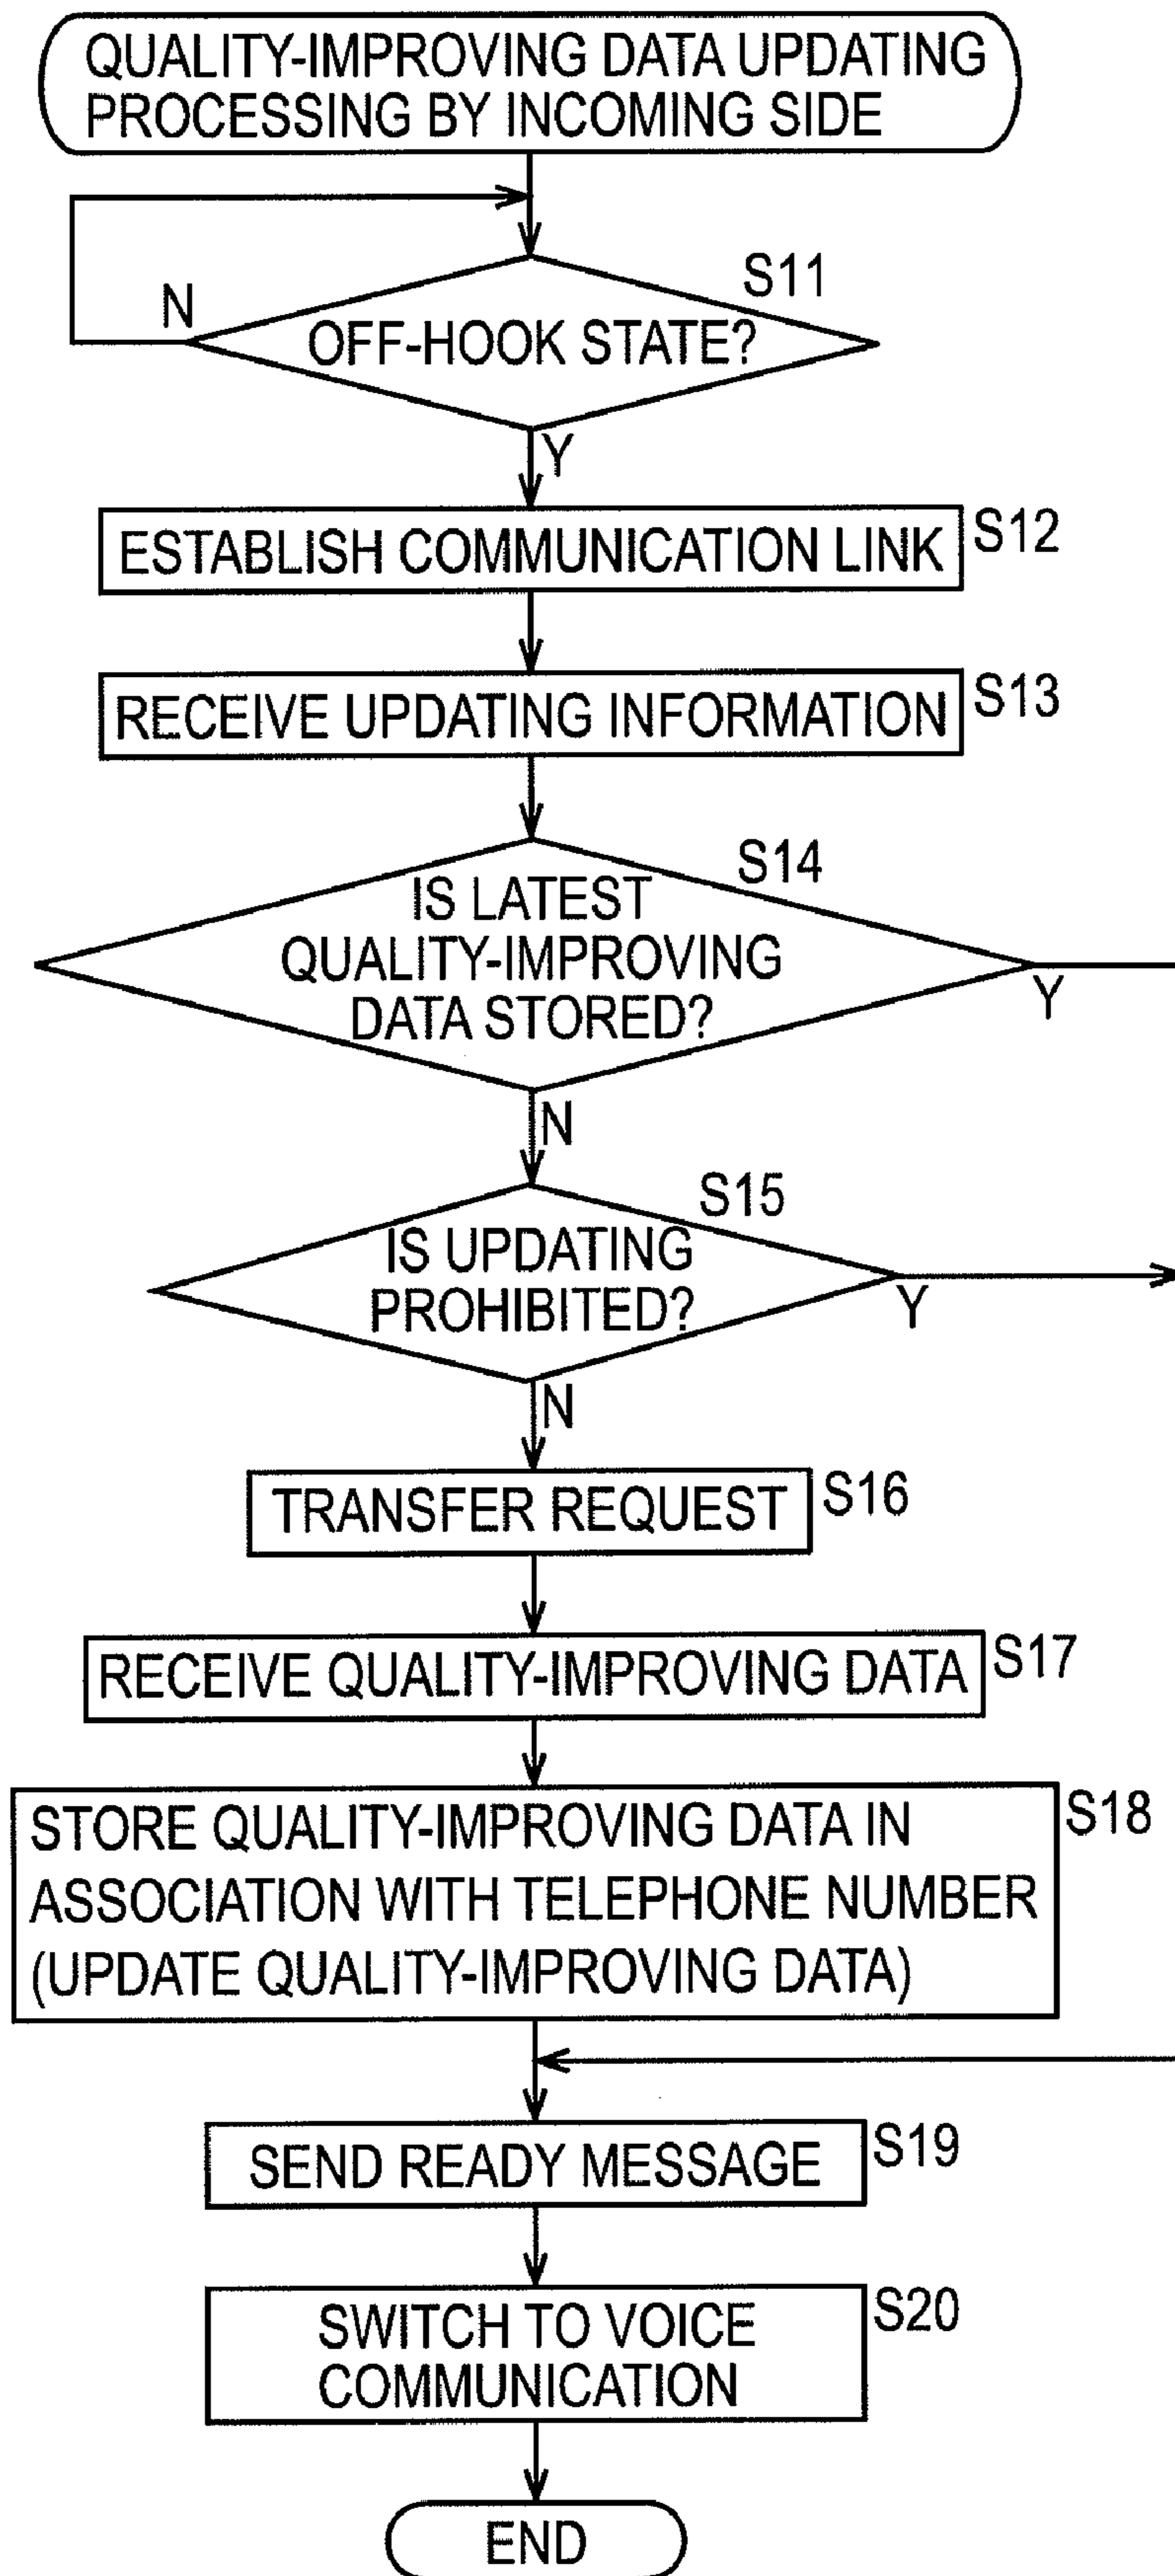 QUALITY-IMPROVING DATA UPDATING
PROCESSING BY INCOMING SIDE
S11
N
OFF-HOOK STATE?
Y
ESTABLISH COMMUNICATION LINK
S12
RECEIVE UPDATING INFORMATION
S13
S14
IS LATEST
QUALITY-IMPROVING
DATA STORED?
Y
N
S15
IS UPDATING
PROHIBITED?
Y
N
TRANSFER REQUEST
S16
RECEIVE QUALITY-IMPROVING DATA
S17
STORE QUALITY-IMPROVING DATA IN
S18
ASSOCIATION WITH TELEPHONE NUMBER
(UPDATE QUALITY-IMPROVING DATA)
SEND READY MESSAGE
S19
SWITCH TO VOICE
S20
COMMUNICATION
END